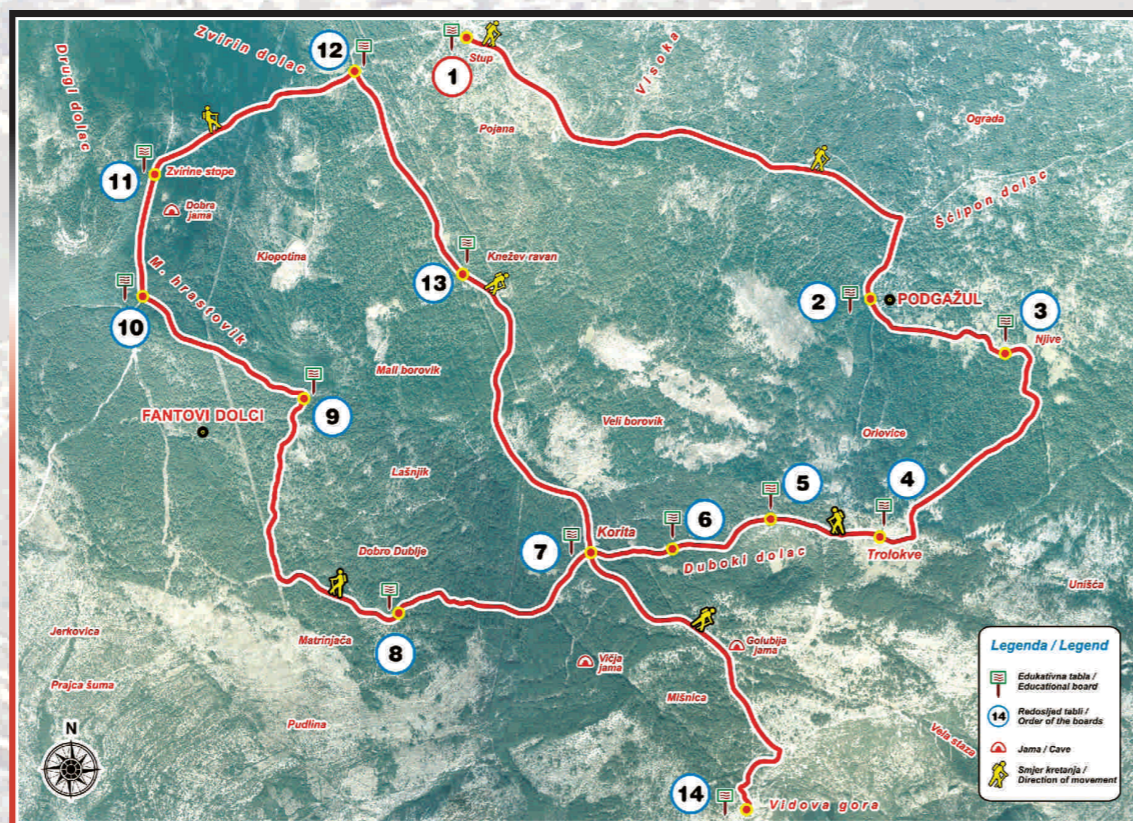 Zvirin dolac
12
1
Stup
Visoka
Drugi dolac
Pojana
Ograda
11
Zvirine stope
Šćipon dolac
Dobra
jama
Klopotina
Knežev ravan
13
M. hrastovik
10
2
PODGAŽUL
3
Njive
Mali borovik
9
FANTOVI DOLCI
Veli borovik
Orlovice
Lašnjik
4
5
6
Korita
7
Duboki dolac
Trolokve
Dobro Dublje
Unišća
Jerkovica
Matrinjača
8
Golubija
jama
Vičja
jama
Prajca šuma
Mišnica
Pudlina
Vela staza
N
14
Vidova gora
Legenda / Legend
Edukativna tabla /
Educational board
14
Redosljed tabli /
Order of the boards
Jama / Cave
Smjer kretanja /
Direction of movement